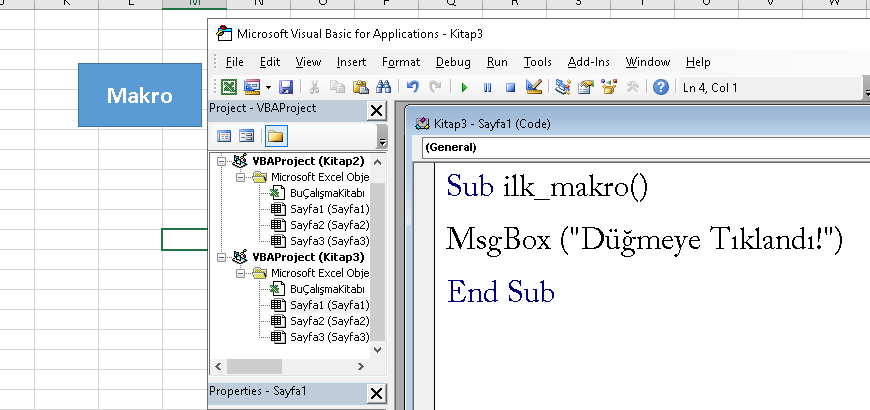 K L M N O P Q R S T U V W
Microsoft Visual Basic for Applications - Kitap3
File Edit View Insert Format Debug Run Tools Add-Ins Window Help
Ln 4, Col 1
Makro
Project - VBAProject
Kitap3 - Sayfa1 (Code)
(General)
VBAProject (Kitap2)
Microsoft Excel Obje
BuÇalışmaKitabı
Sayfa1 (Sayfa1)
Sayfa2 (Sayfa2)
Sayfa3 (Sayfa3)
VBAProject (Kitap3)
Microsoft Excel Obje
BuÇalışmaKitabı
Sayfa1 (Sayfa1)
Sayfa2 (Sayfa2)
Sayfa3 (Sayfa3)
Properties - Sayfa1
Sub ilk_makro()
MsgBox ("Düğmeye Tıklandı!")
End Sub